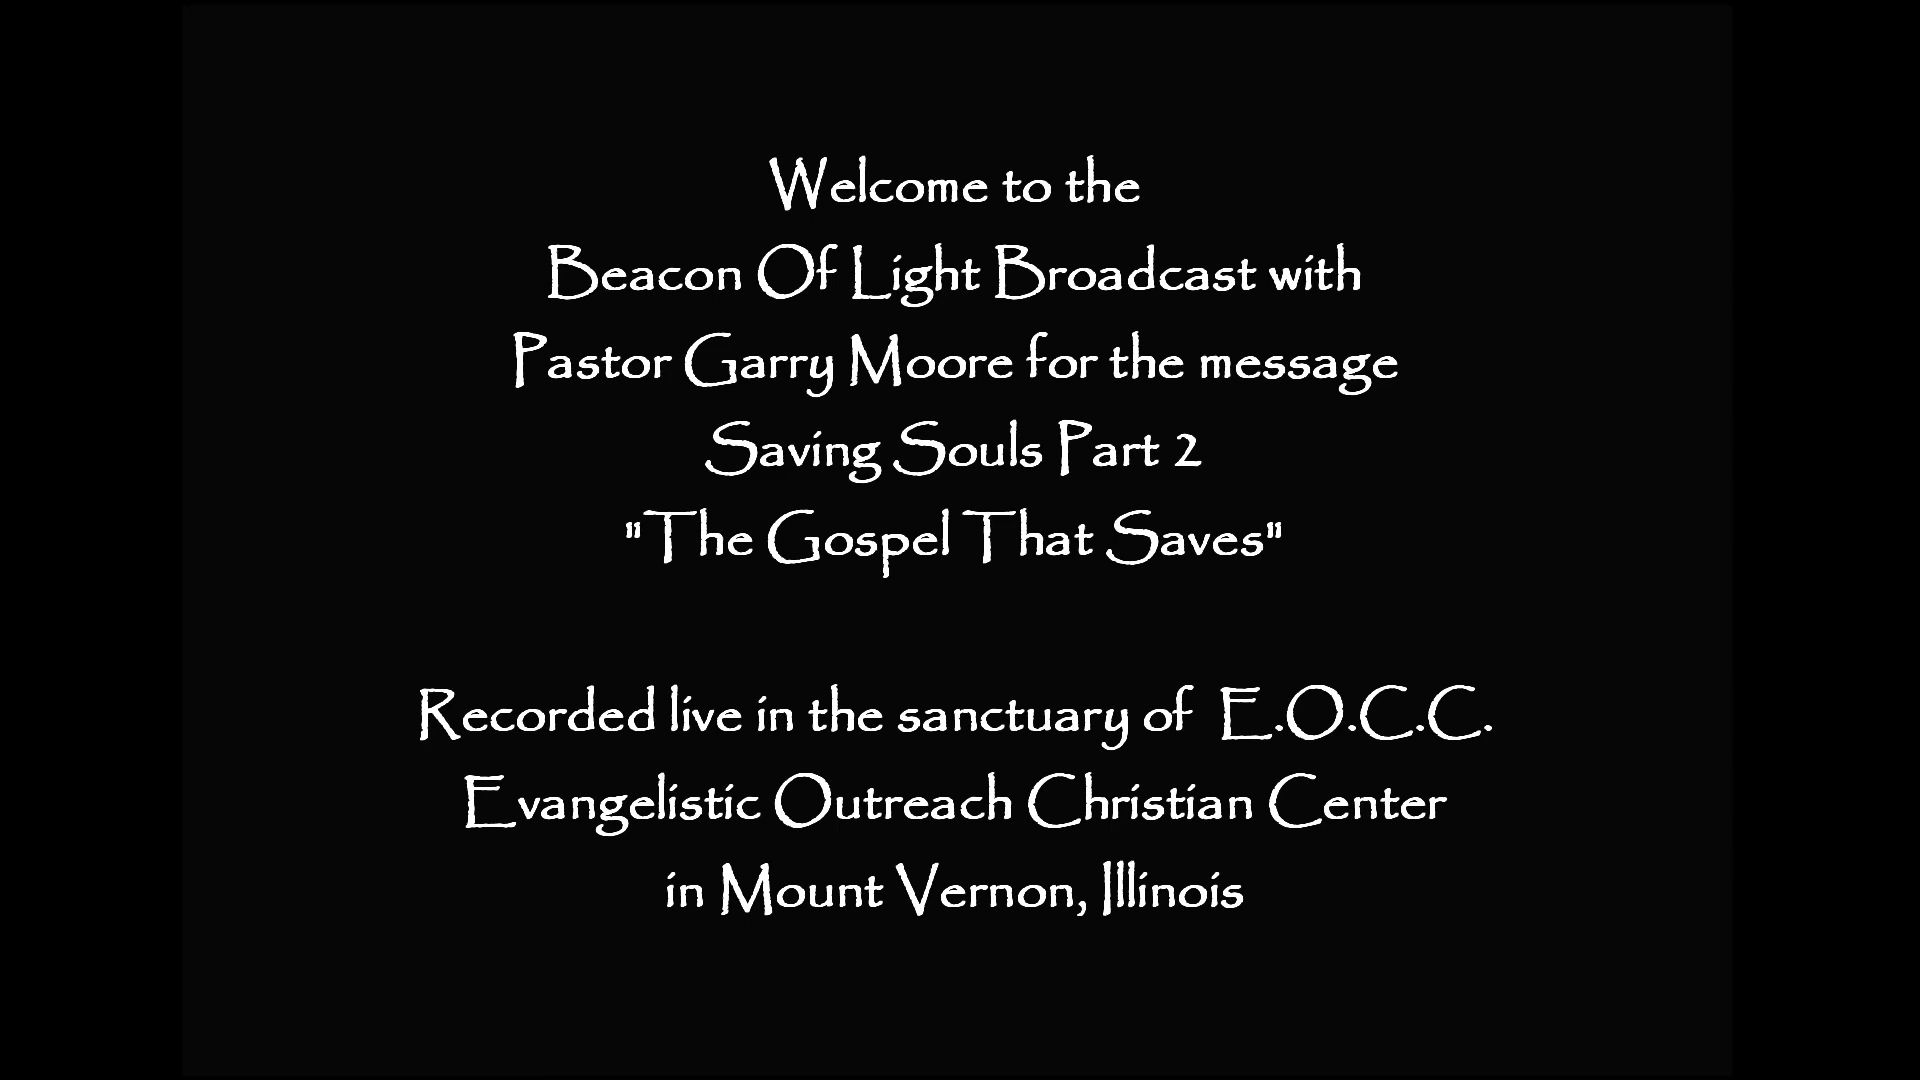 Welcome to the
Beacon Of Light Broadcast with
Pastor Garry Moore for the message
Saving Souls Part 2
"The Gospel That Saves"
Recorded live in the sanctuary of  E.O.C.C.
Evangelistic Outreach Christian Center
in Mount Vernon, Illinois